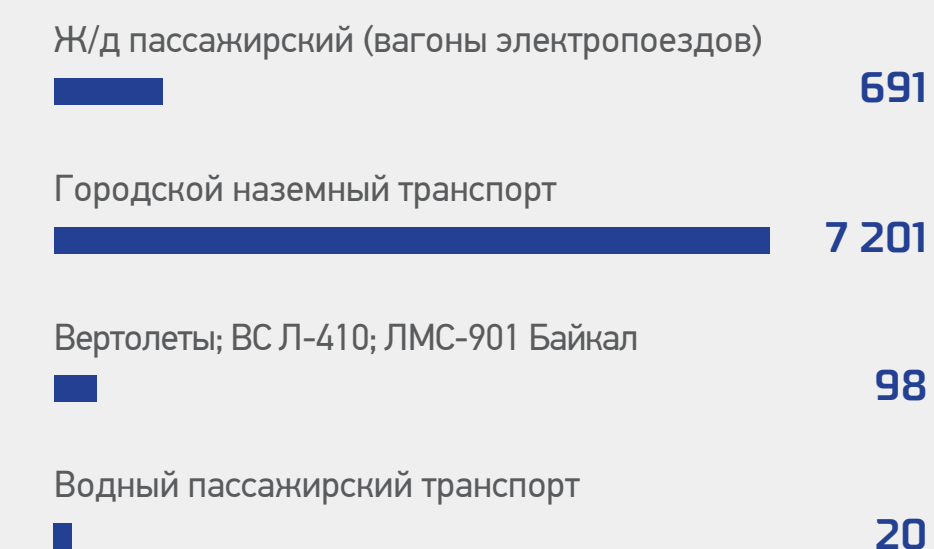 Ж/д пассажирский (вагоны электропоездов)
691
Городской наземный транспорт
7 201
Вертолеты; ВС Л-410; ЛМС-901 Байкал
98
Водный пассажирский транспорт
20